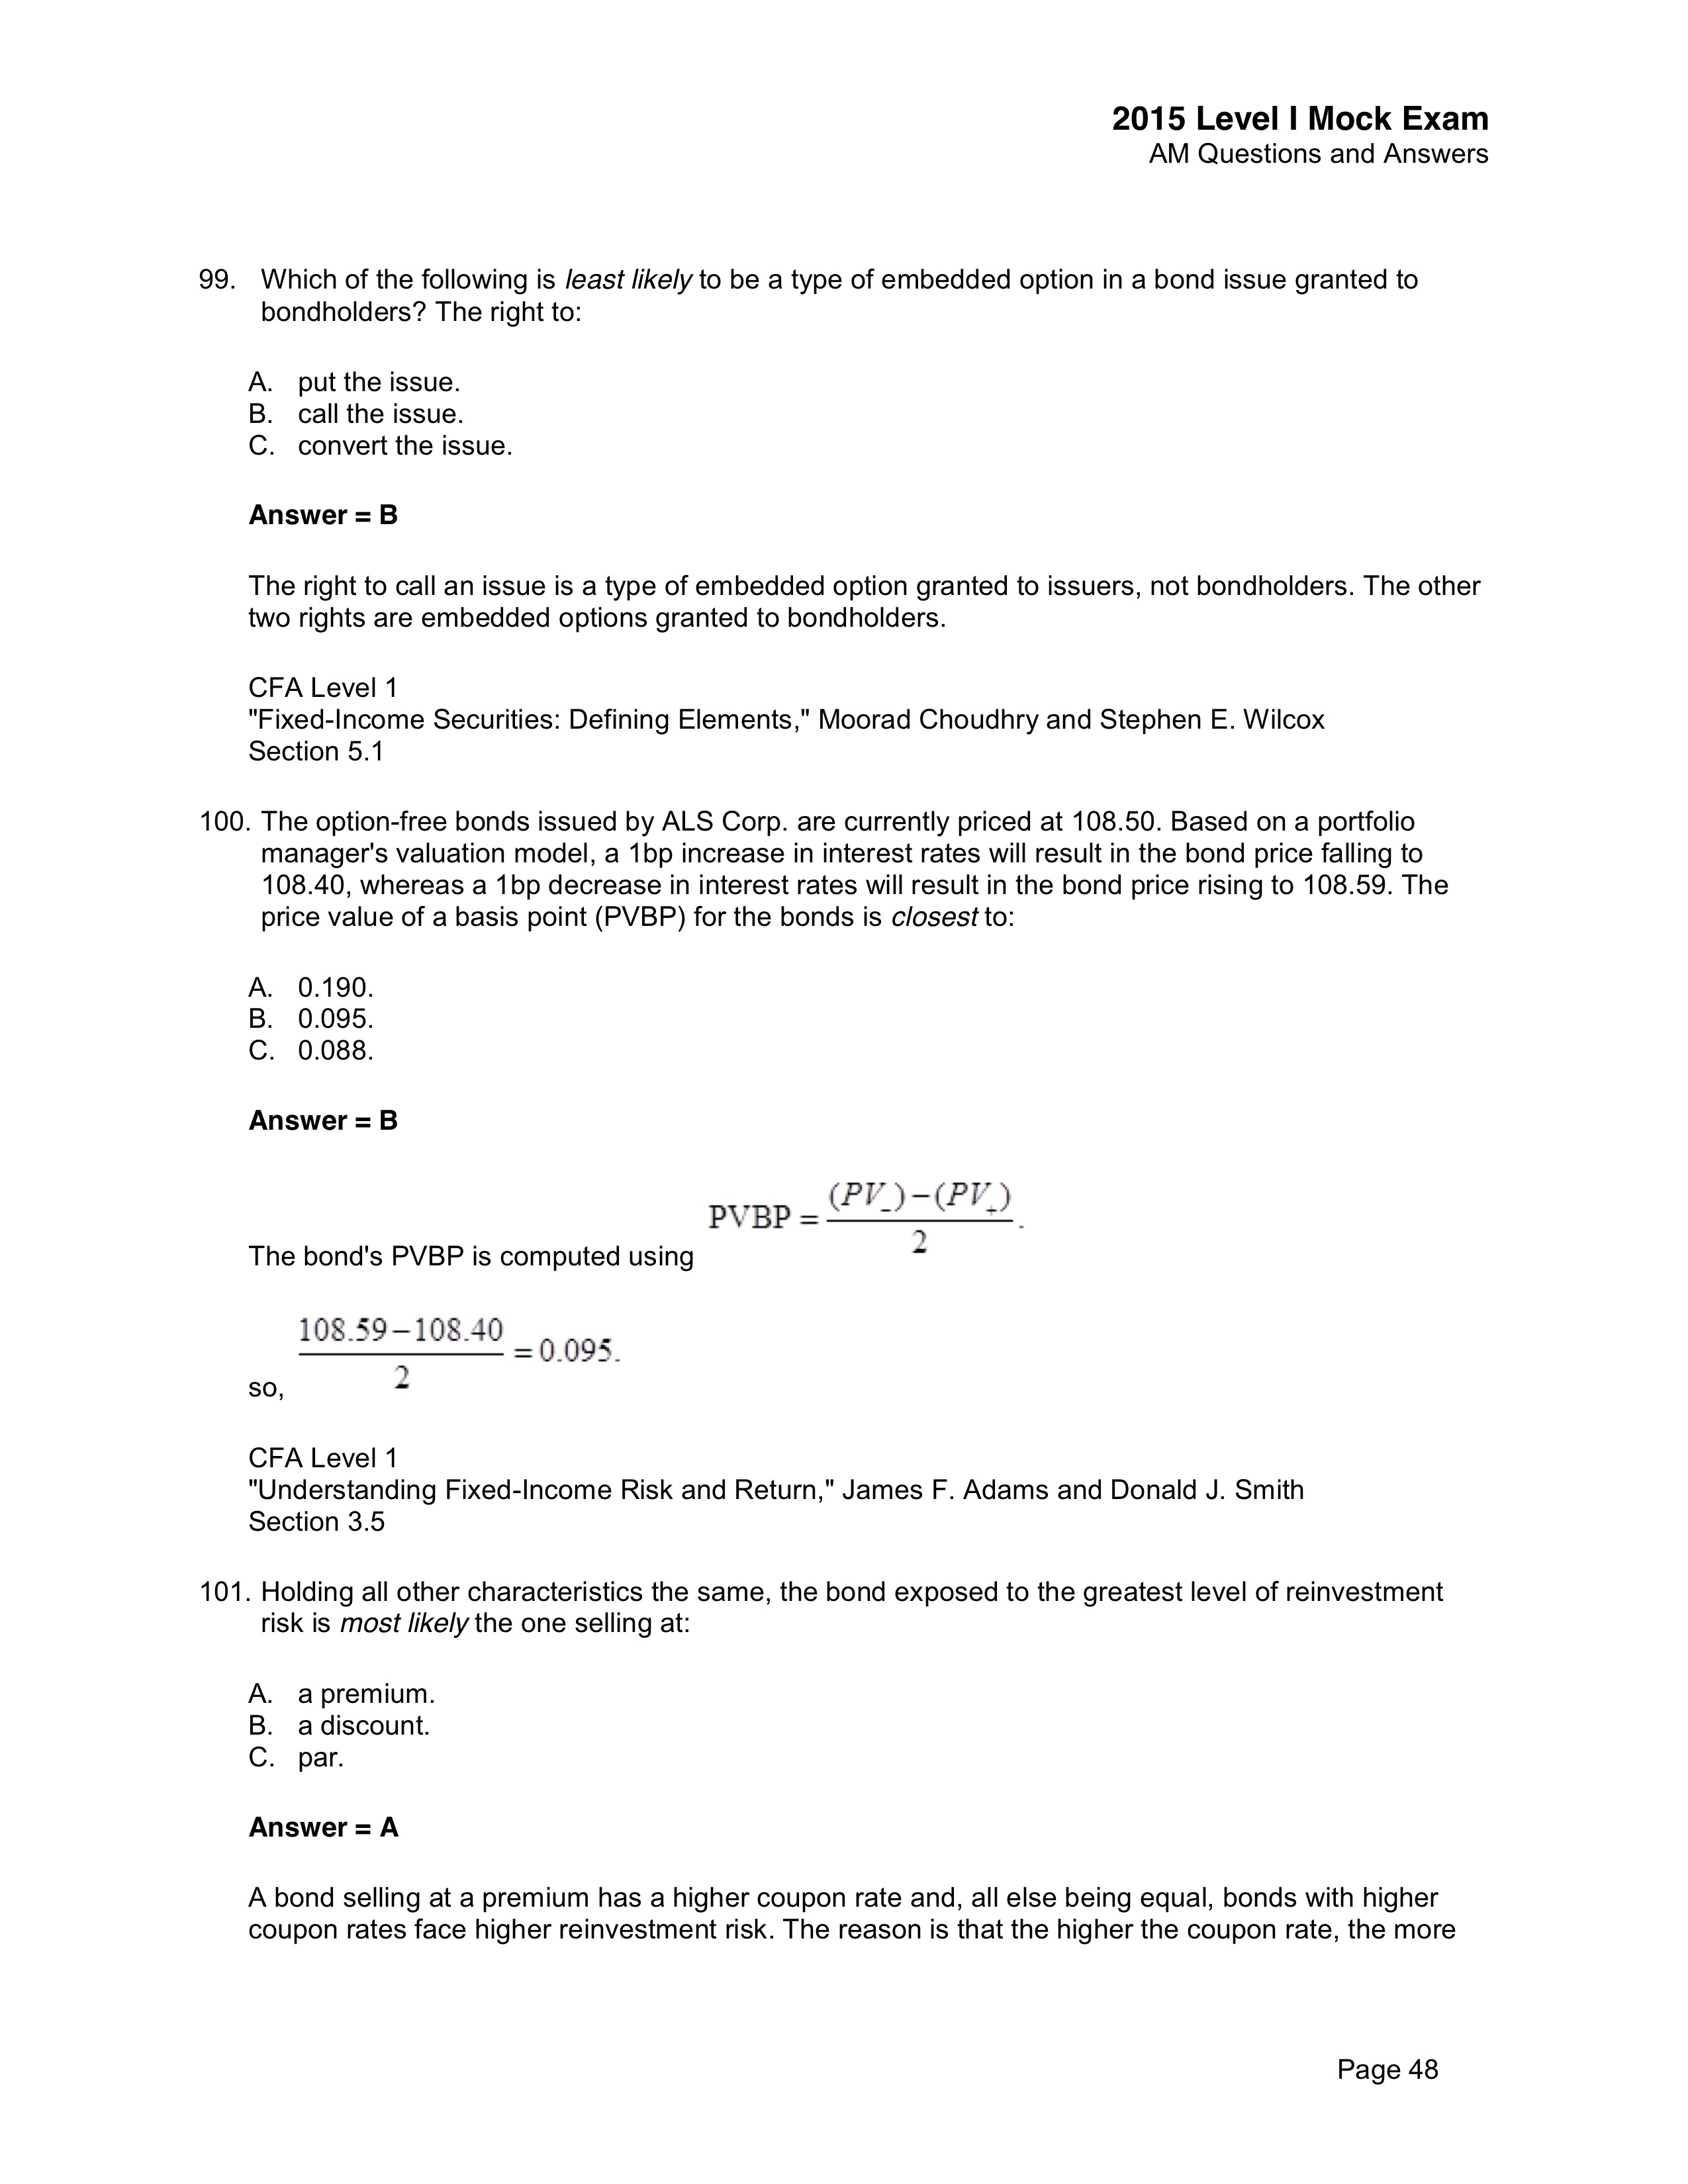 2015 Level I Mock Exam
AM Questions and Answers
99. Which of the following is least likely to be a type of embedded option in a bond issue granted to
bondholders? The right to:
A. put the issue.
B. call the issue.
C. convert the issue.
Answer = B
The right to call an issue is a type of embedded option granted to issuers, not bondholders. The other
two rights are embedded options granted to bondholders.
CFA Level 1
"Fixed-Income Securities: Defining Elements," Moorad Choudhry and Stephen E. Wilcox
Section 5.1
100. The option-free bonds issued by ALS Corp. are currently priced at 108.50. Based on a portfolio
manager's valuation model, a 1bp increase in interest rates will result in the bond price falling to
108.40, whereas a 1bp decrease in interest rates will result in the bond price rising to 108.59. The
price value of a basis point (PVBP) for the bonds is closest to:
A. 0.190.
B. 0.095.
C. 0.088.
Answer = B
The bond's PVBP is computed using PVBP = (PV_) – (PV+) / 2 .
so, 108.59 – 108.40 / 2 = 0.095.
CFA Level 1
"Understanding Fixed-Income Risk and Return," James F. Adams and Donald J. Smith
Section 3.5
101. Holding all other characteristics the same, the bond exposed to the greatest level of reinvestment
risk is most likely the one selling at:
A. a premium.
B. a discount.
C. par.
Answer = A
A bond selling at a premium has a higher coupon rate and, all else being equal, bonds with higher
coupon rates face higher reinvestment risk. The reason is that the higher the coupon rate, the more
Page 48